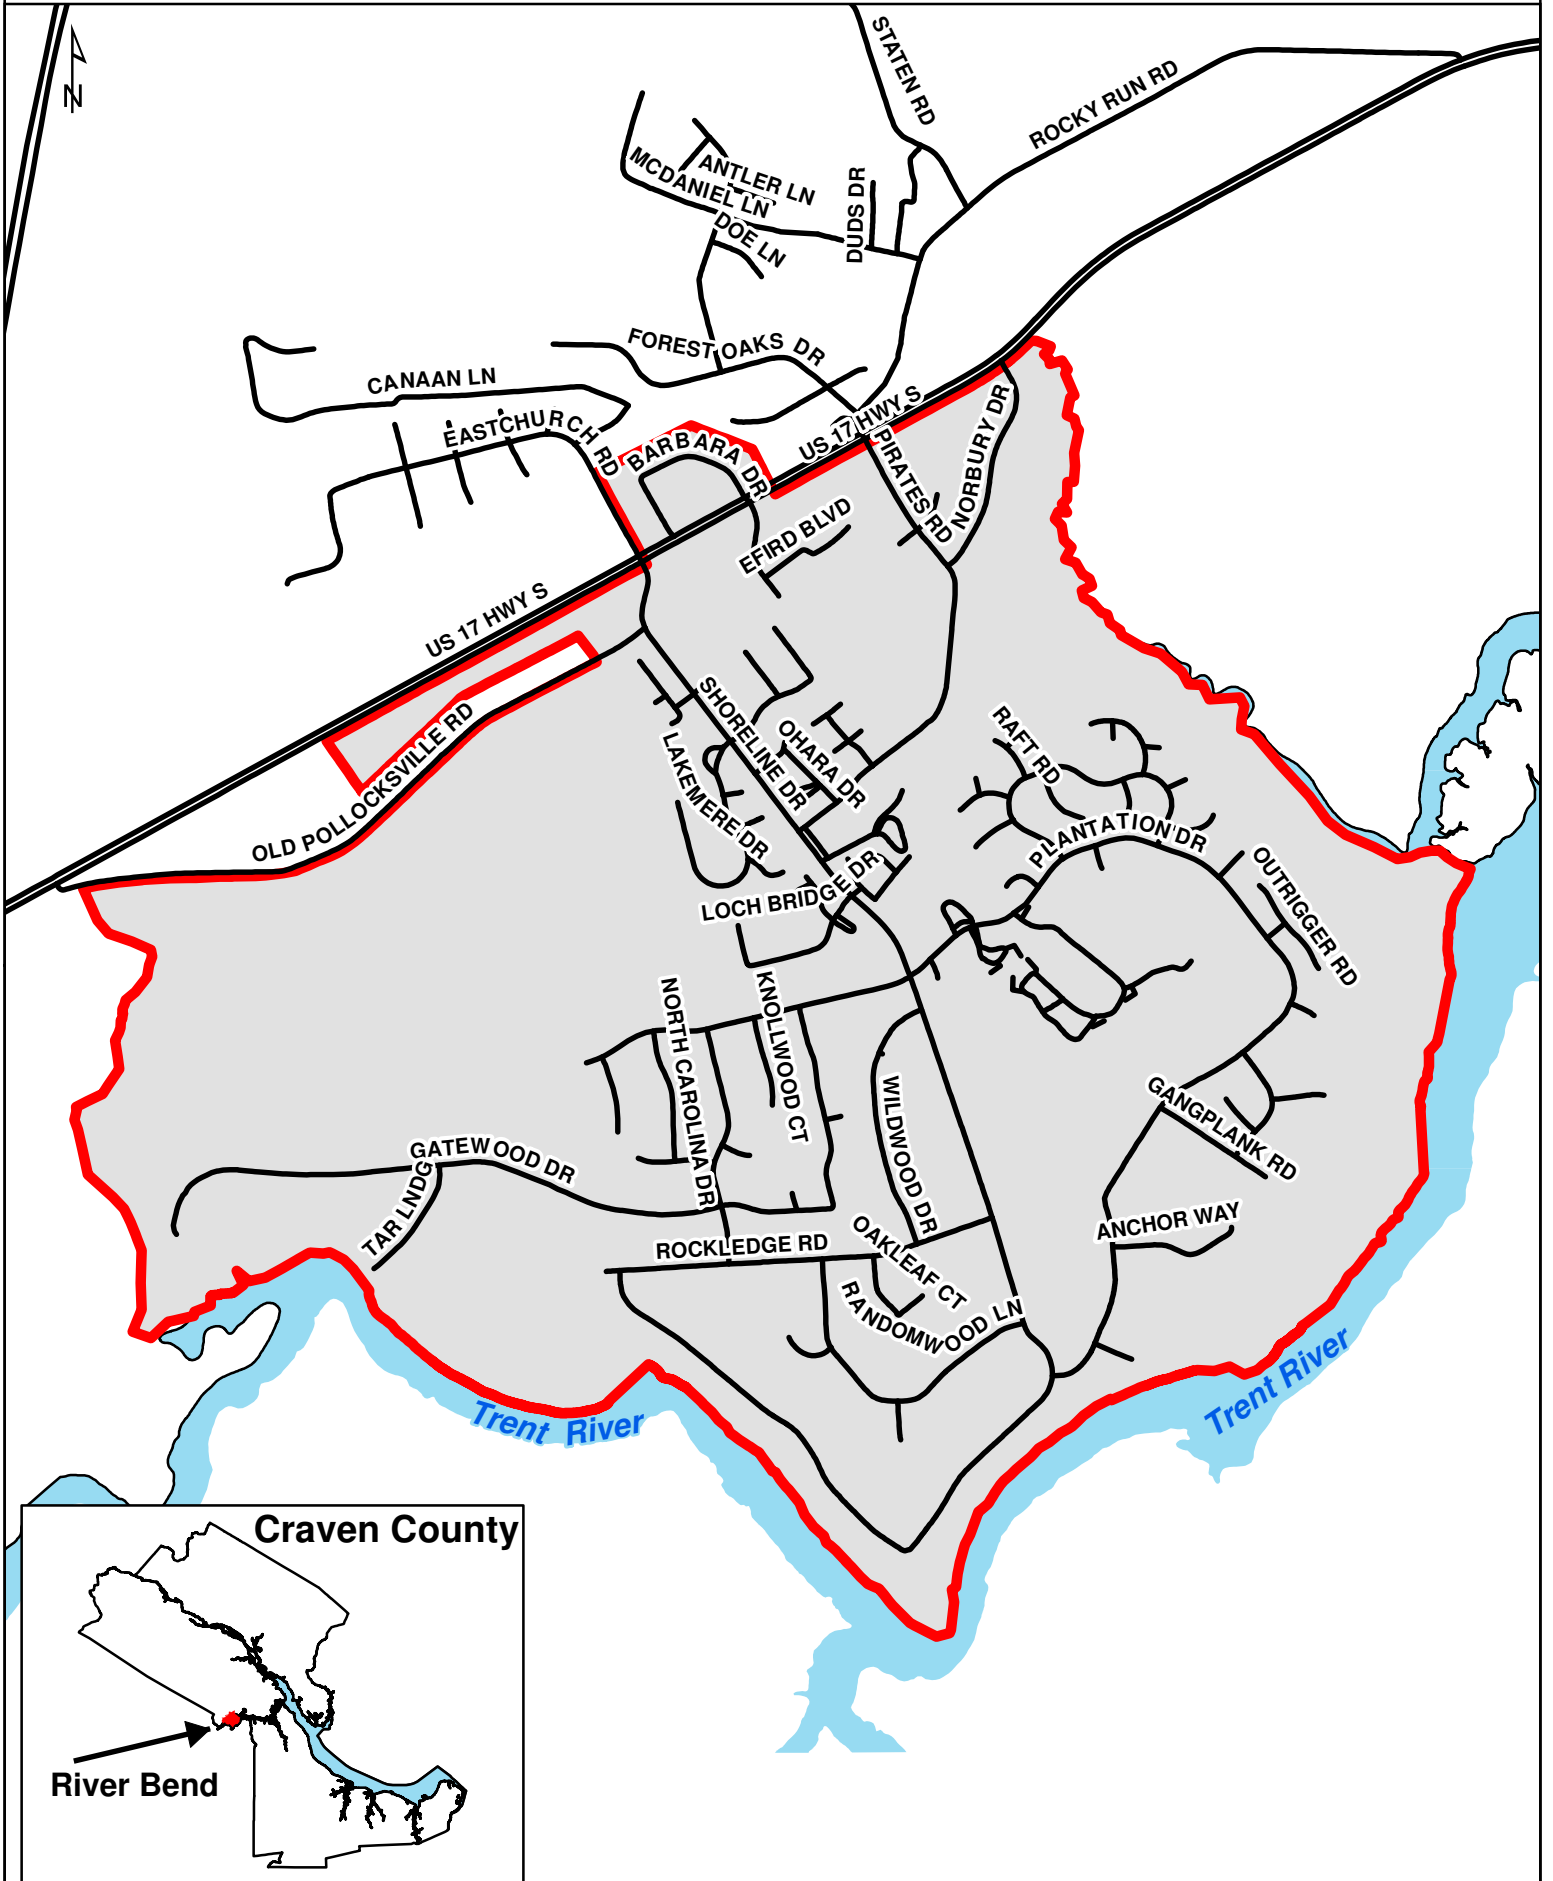 N
STATEN RD
ROCKY RUN RD
ANTLER LN
MCDANIEL LN
DOE LN
DUDS DR
FOREST OAKS DR
CANAAN LN
EASTCHURCH RD
BARBARA DR
US 17 HWY S
PIRATES RD
NORBURY DR
EFIRD BLVD
US 17 HWY S
OLD POLLOCKSVILLE RD
SHORELINE DR
OHARA DR
LAKEMERE DR
RAFT RD
PLANTATION DR
OUTRIGGER RD
LOCH BRIDGE DR
NORTH CAROLINA DR
KNOLLWOOD CT
WILDWOOD DR
GANGPLANK RD
GATEWOOD DR
TAR LNDG
ANCHOR WAY
ROCKLEDGE RD
OAKLEAF CT
RANDOMWOOD LN
Trent River
Trent River
Craven County
River Bend